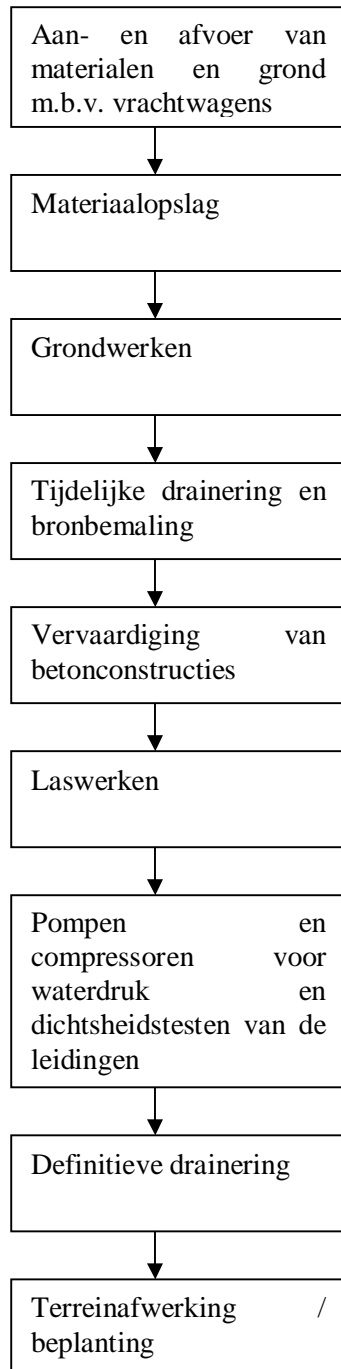 Aan- en afvoer van
materialen en grond
m.b.v. vrachtwagens
Materiaalopslag
Grondwerken
Tijdelijke drainering en
bronbemaling
Vervaardiging van
betonconstructies
Laswerken
Pompen en
compressoren voor
waterdruk en
dichtsheidstesten van de
leidingen
Definitieve drainering
Terreinafwerking /
beplanting